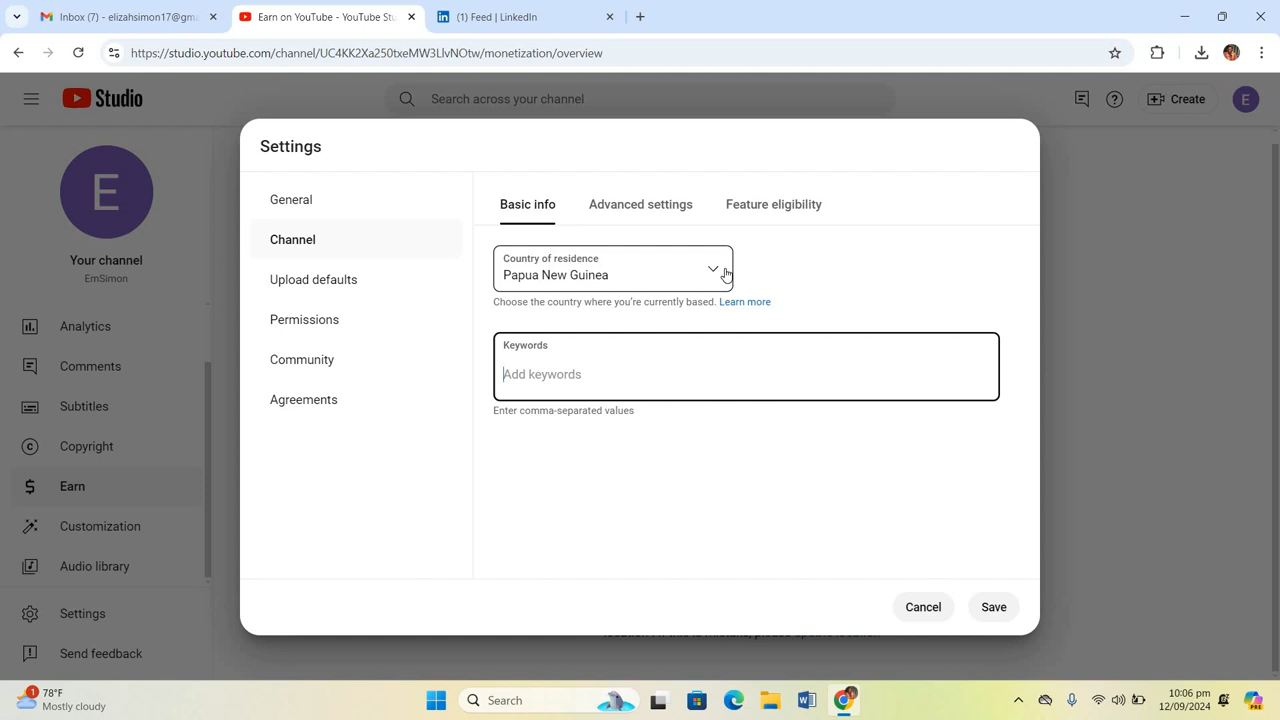 Inbox (7) - elizahsimon17@gma
Earn on YouTube - YouTube Stu
(1) Feed | LinkedIn
https://studio.youtube.com/channel/UC4KK2Xa250txeMW3LlvNOtw/monetization/overview
Studio
Search across your channel
Create
E
E
Your channel
EmSimon
Analytics
Comments
Subtitles
Copyright
Earn
Customization
Audio library
Settings
Send feedback
Settings
General
Channel
Upload defaults
Permissions
Community
Agreements
Basic info
Advanced settings
Feature eligibility
Country of residence
Papua New Guinea
Choose the country where you're currently based. Learn more
Keywords
Add keywords
Enter comma-separated values
Cancel
Save
1
78°F
Mostly cloudy
Search
10:06 pm
12/09/2024
PRE